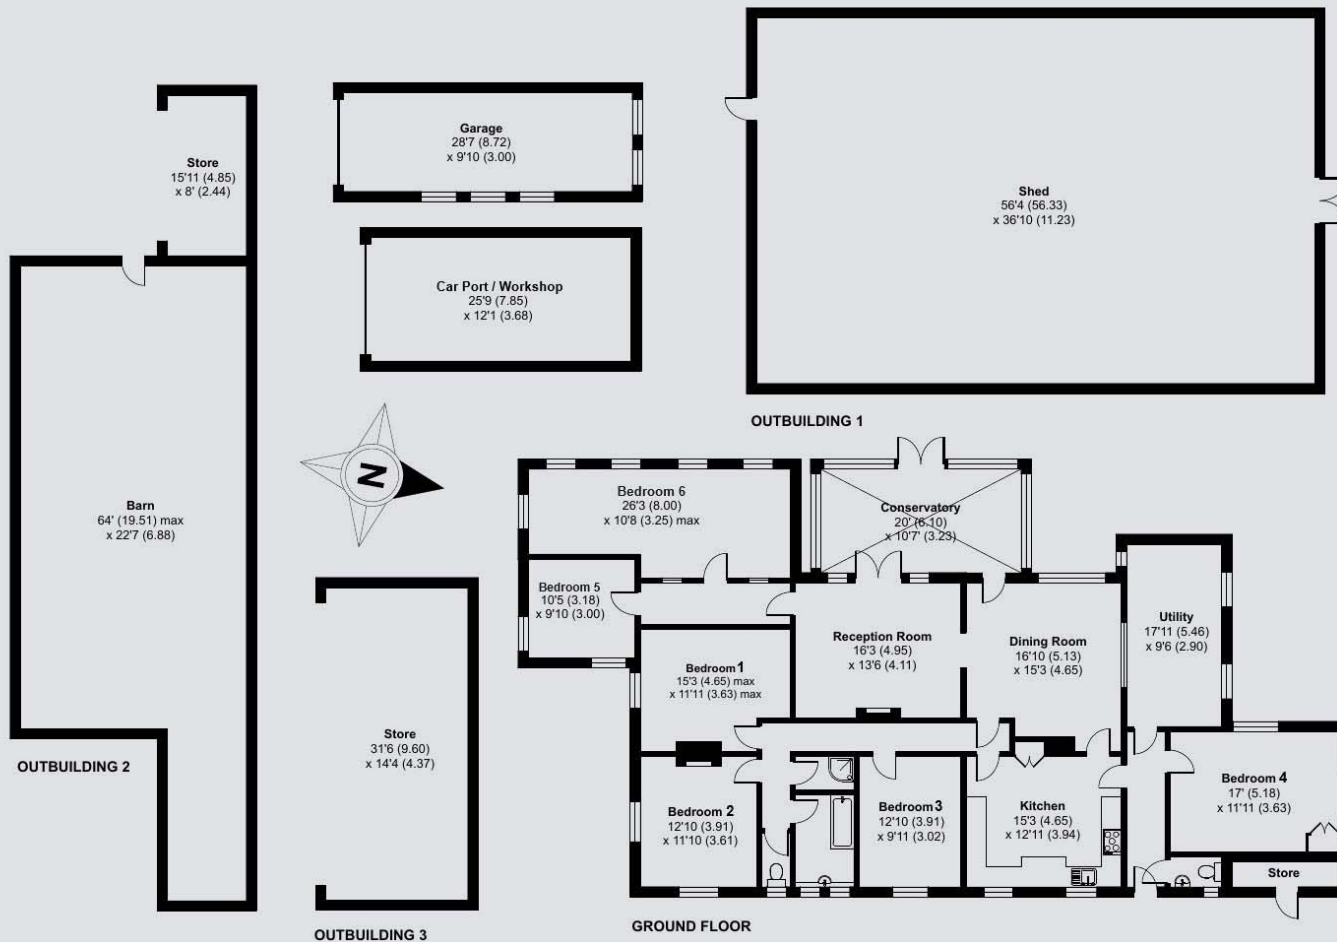 Store
15'11 (4.85)
x 8' (2.44)
Garage
28'7 (8.72)
x 9'10 (3.00)
Shed
56'4 (56.33)
x 36'10 (11.23)
Car Port / Workshop
25'9 (7.85)
x 12'1 (3.68)
OUTBUILDING 1
N
Barn
64' (19.51) max
x 22'7 (6.88)
OUTBUILDING 2
Store
31'6 (9.60)
x 14'4 (4.37)
OUTBUILDING 3
Bedroom 6
26'3 (8.00)
x 10'8 (3.25) max
Conservatory
20' (6.10)
x 10'7' (3.23)
Bedroom 5
10'5 (3.18)
x 9'10 (3.00)
Reception Room
16'3 (4.95)
x 13'6 (4.11)
Dining Room
16'10 (5.13)
x 15'3 (4.65)
Utility
17'11 (5.46)
x 9'6 (2.90)
Bedroom 1
15'3 (4.65) max
x 11'11 (3.63) max
Bedroom 2
12'10 (3.91)
x 11'10 (3.61)
Bedroom 3
12'10 (3.91)
x 9'11 (3.02)
Kitchen
15'3 (4.65)
x 12'11 (3.94)
Bedroom 4
17' (5.18)
x 11'11 (3.63)
Store
GROUND FLOOR